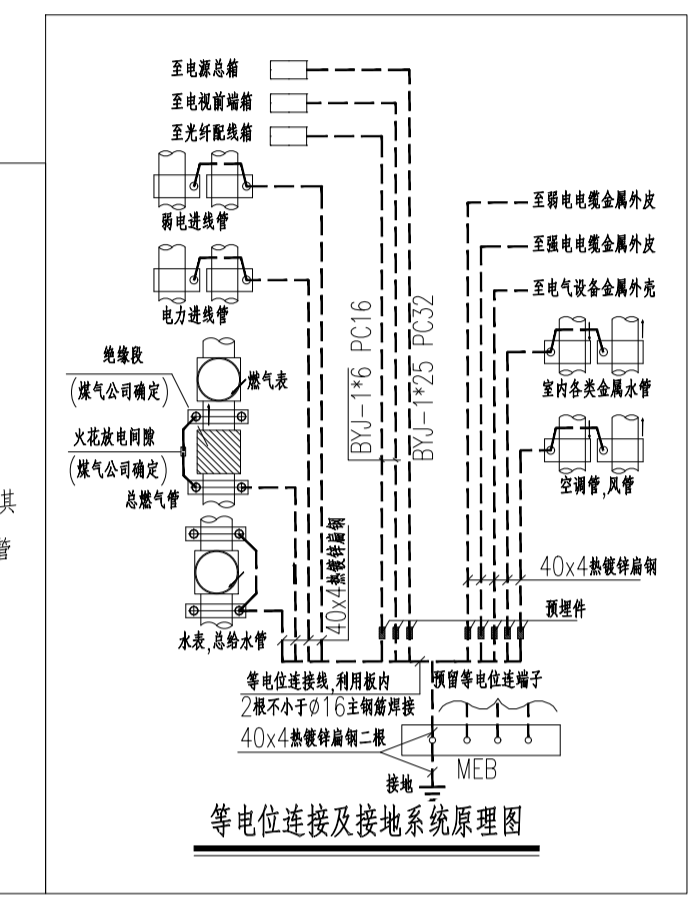 至电源总箱
至电视前端箱
至光纤配线箱
弱电进线管
电力进线管
绝缘段
(煤气公司确定)
燃气表
火花放电间隙
(煤气公司确定)
总燃气管
水表,总给水管
40x4热镀锌扁钢
BYJ-1*6 PC16
BYJ-1*25 PC32
至弱电电缆金属外皮
至强电电缆金属外皮
至电气设备金属外壳
室内各类金属水管
空调管,风管
40x4热镀锌扁钢
预埋件
等电位连接线,利用板内
2根不小于Ø16主钢筋焊接
40x4热镀锌扁钢二根
预留等电位连端子
MEB
接地
等电位连接及接地系统原理图
其
管